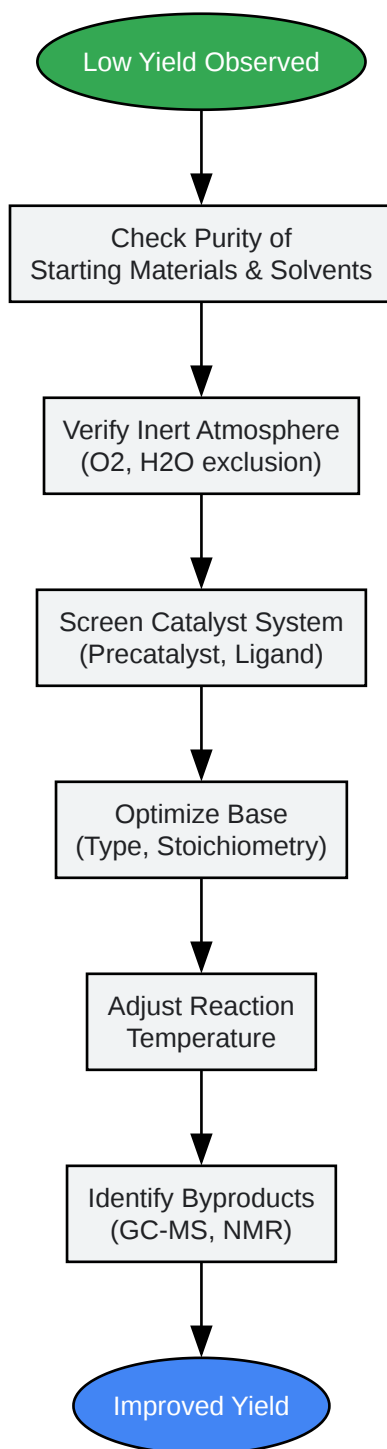 Low Yield Observed
Check Purity of
Starting Materials & Solvents
Verify Inert Atmosphere
(O2, H2O exclusion)
Screen Catalyst System
(Precatalyst, Ligand)
Optimize Base
(Type, Stoichiometry)
Adjust Reaction
Temperature
Identify Byproducts
(GC-MS, NMR)
Improved Yield